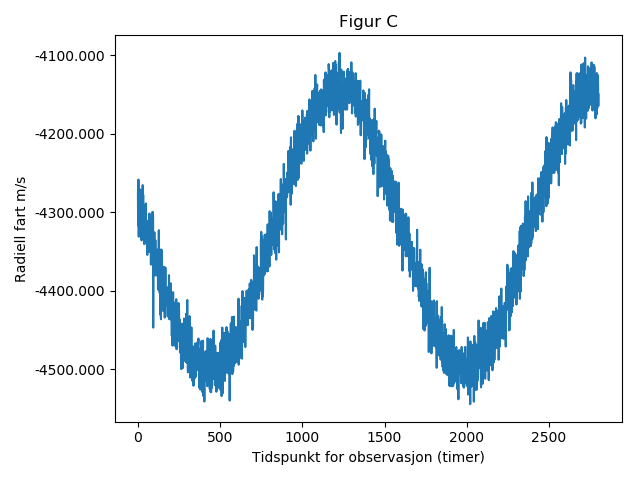 Figur C
-4100.000
-4200.000
-4300.000
-4400.000
-4500.000
Radiell fart m/s
0 500 1000 1500 2000 2500
Tidspunkt for observasjon (timer)